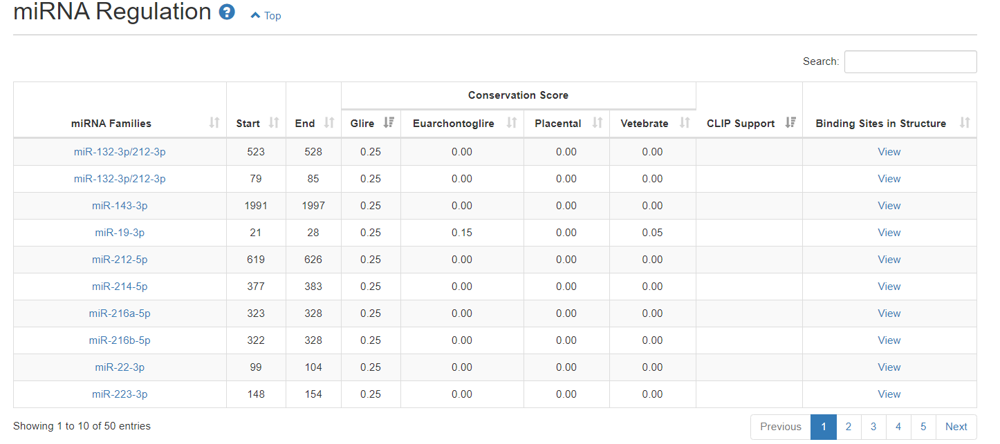 miRNA Regulation ? Top
Search:
Conservation Score
miRNA Families Start End Glire Euarchontoglire Placental Vetebrate CLIP Support Binding Sites in Structure
miR-132-3p/212-3p 523 528 0.25 0.00 0.00 0.00 View
miR-132-3p/212-3p 79 85 0.25 0.00 0.00 0.00 View
miR-143-3p 1991 1997 0.25 0.00 0.00 0.00 View
miR-19-3p 21 28 0.25 0.15 0.00 0.05 View
miR-212-5p 619 626 0.25 0.00 0.00 0.00 View
miR-214-5p 377 383 0.25 0.00 0.00 0.00 View
miR-216a-5p 323 328 0.25 0.00 0.00 0.00 View
miR-216b-5p 322 328 0.25 0.00 0.00 0.00 View
miR-22-3p 99 104 0.25 0.00 0.00 0.00 View
miR-223-3p 148 154 0.25 0.00 0.00 0.00 View
Showing 1 to 10 of 50 entries Previous 1 2 3 4 5 Next